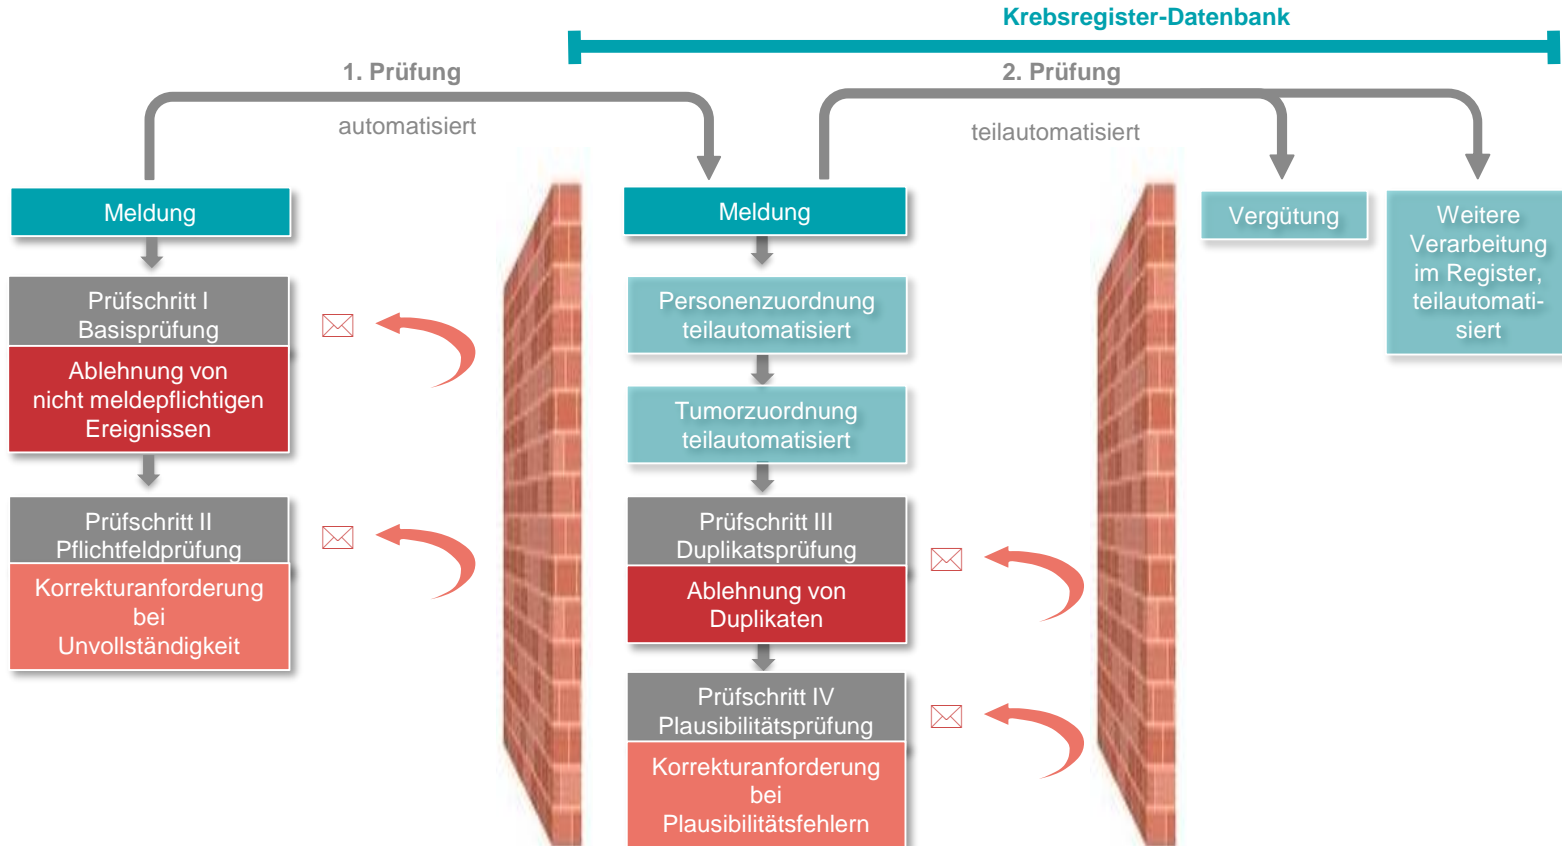 Krebsregister-Datenbank
1. Prüfung
automatisiert
2. Prüfung
teilautomatisiert
Meldung
Prüfschritt I
Basisprüfung
Ablehnung von
nicht meldepflichtigen
Ereignissen
Prüfschritt II
Pflichtfeldprüfung
Korrekturanforderung
bei
Unvollständigkeit
Meldung
Personenzuordnung
teilautomatisiert
Tumorzuordnung
teilautomatisiert
Prüfschritt III
Duplikatsprüfung
Ablehnung von
Duplikaten
Prüfschritt IV
Plausibilitätsprüfung
Korrekturanforderung
bei
Plausibilitätsfehlern
Vergütung
Weitere
Verarbeitung
im Register,
teilautomati-
siert